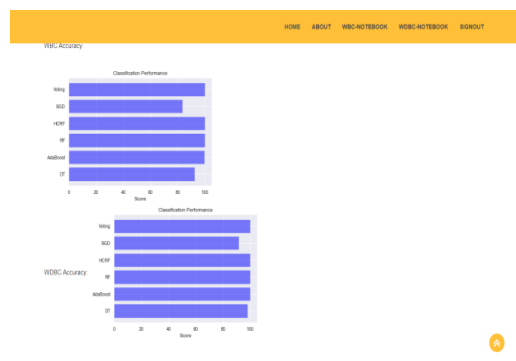 HOME ABOUT WBC-NOTEBOOK WDBC-NOTEBOOK SIGNOUT
WBC Accuracy:
Classification Performance
Voting
SGD
HCRF
RF
AdaBoost
DT
0 20 40 60 80 100
Score
Classification Performance
Voting
SGD
HCRF
WDBC Accuracy:
RF
AdaBoost
DT
0 20 40 60 80 100
Score